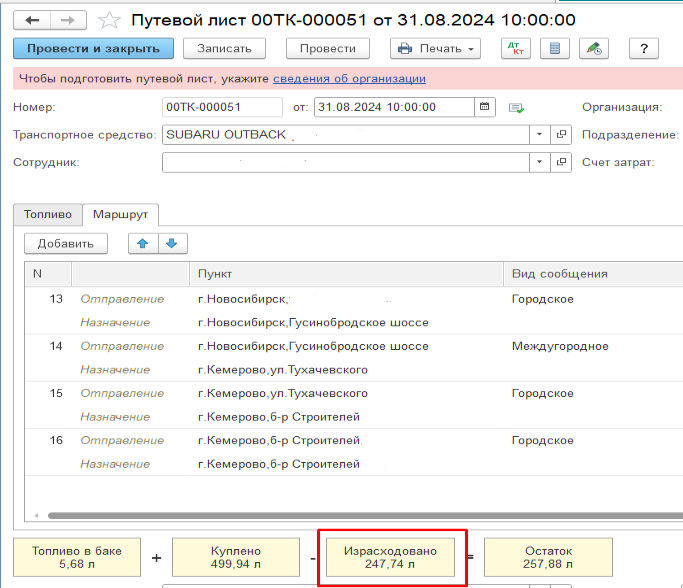 Путевой лист 00ТК-000051 от 31.08.2024 10:00:00
Провести и закрыть Записать Провести Печать Дт Кт ?
Чтобы подготовить путевой лист, укажите сведения об организации
Номер: 00ТК-000051 от: 31.08.2024 10:00:00 Организация:
Транспортное средство: SUBARU OUTBACK Подразделение:
Сотрудник: Счет затрат:
Топливо Маршрут
Добавить
N Пункт Вид сообщения
13 Отправление г.Новосибирск, Городское
Назначение г.Новосибирск,Гусинобродское шоссе
14 Отправление г.Новосибирск,Гусинобродское шоссе Междугородное
Назначение г.Кемерово,ул.Тухачевского
15 Отправление г.Кемерово,ул.Тухачевского Городское
Назначение г.Кемерово,б-р Строителей
16 Отправление г.Кемерово,б-р Строителей Городское
Назначение г.Кемерово,б-р Строителей
Топливо в баке + Куплено - Израсходовано = Остаток
5,68 л 499,94 л 247,74 л 257,88 л